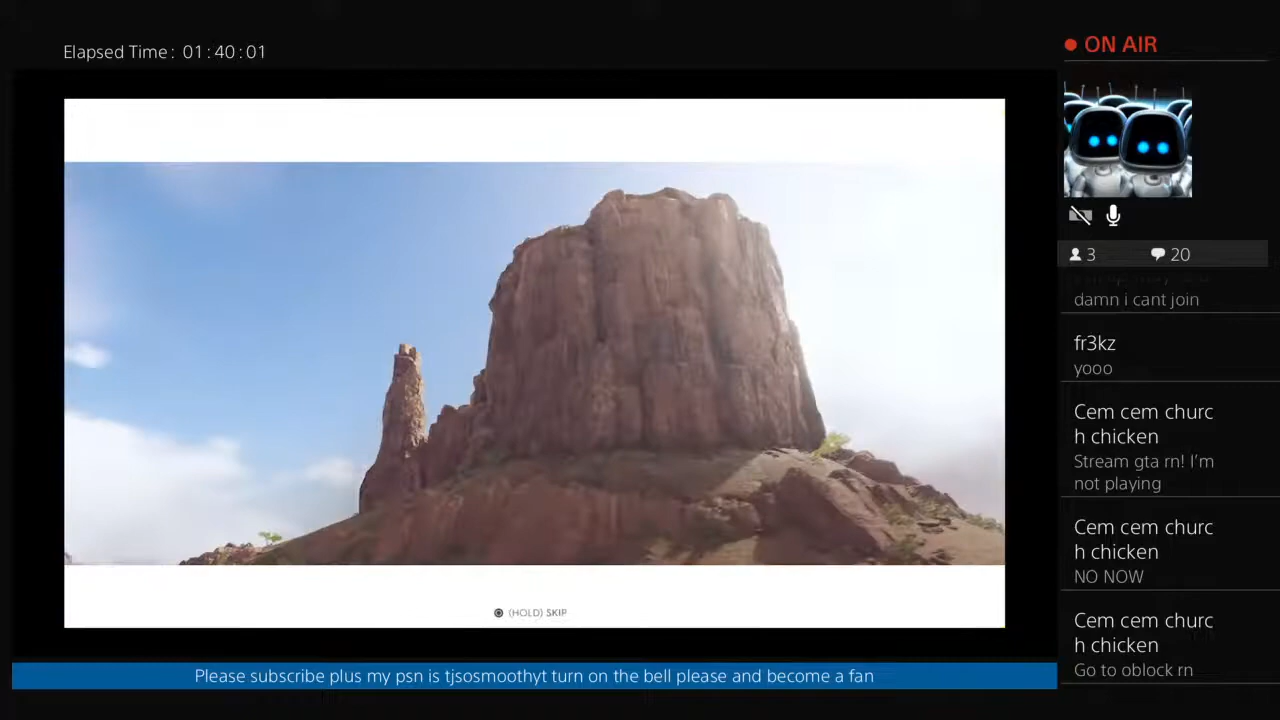 Elapsed Time: 01:40:01
ON AIR
3 20
damn i cant join
fr3kz
yooo
Cem cem churc
h chicken
Stream gta rn! I'm
not playing
Cem cem churc
h chicken
NO NOW
Cem cem churc
h chicken
Go to oblock rn
(HOLD) SKIP
Please subscribe plus my psn is tjsosmoothyt turn on the bell please and become a fan